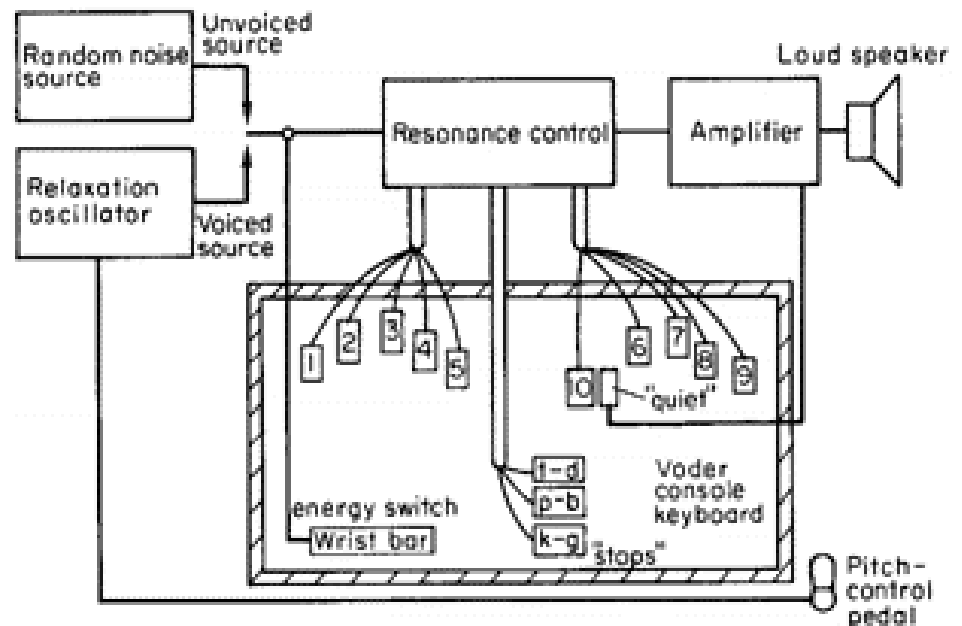 Unvoiced
source
Random noise
source
Loud speaker
Resonance control
Amplifier
Relaxation
oscillator
Voiced
source
1
2
3
4
5
6
7
8
9
10
"quiet"
t-d
p-b
k-g
"stops"
Voder
console
keyboard
energy switch
Wrist bar
Pitch-
control
pedal